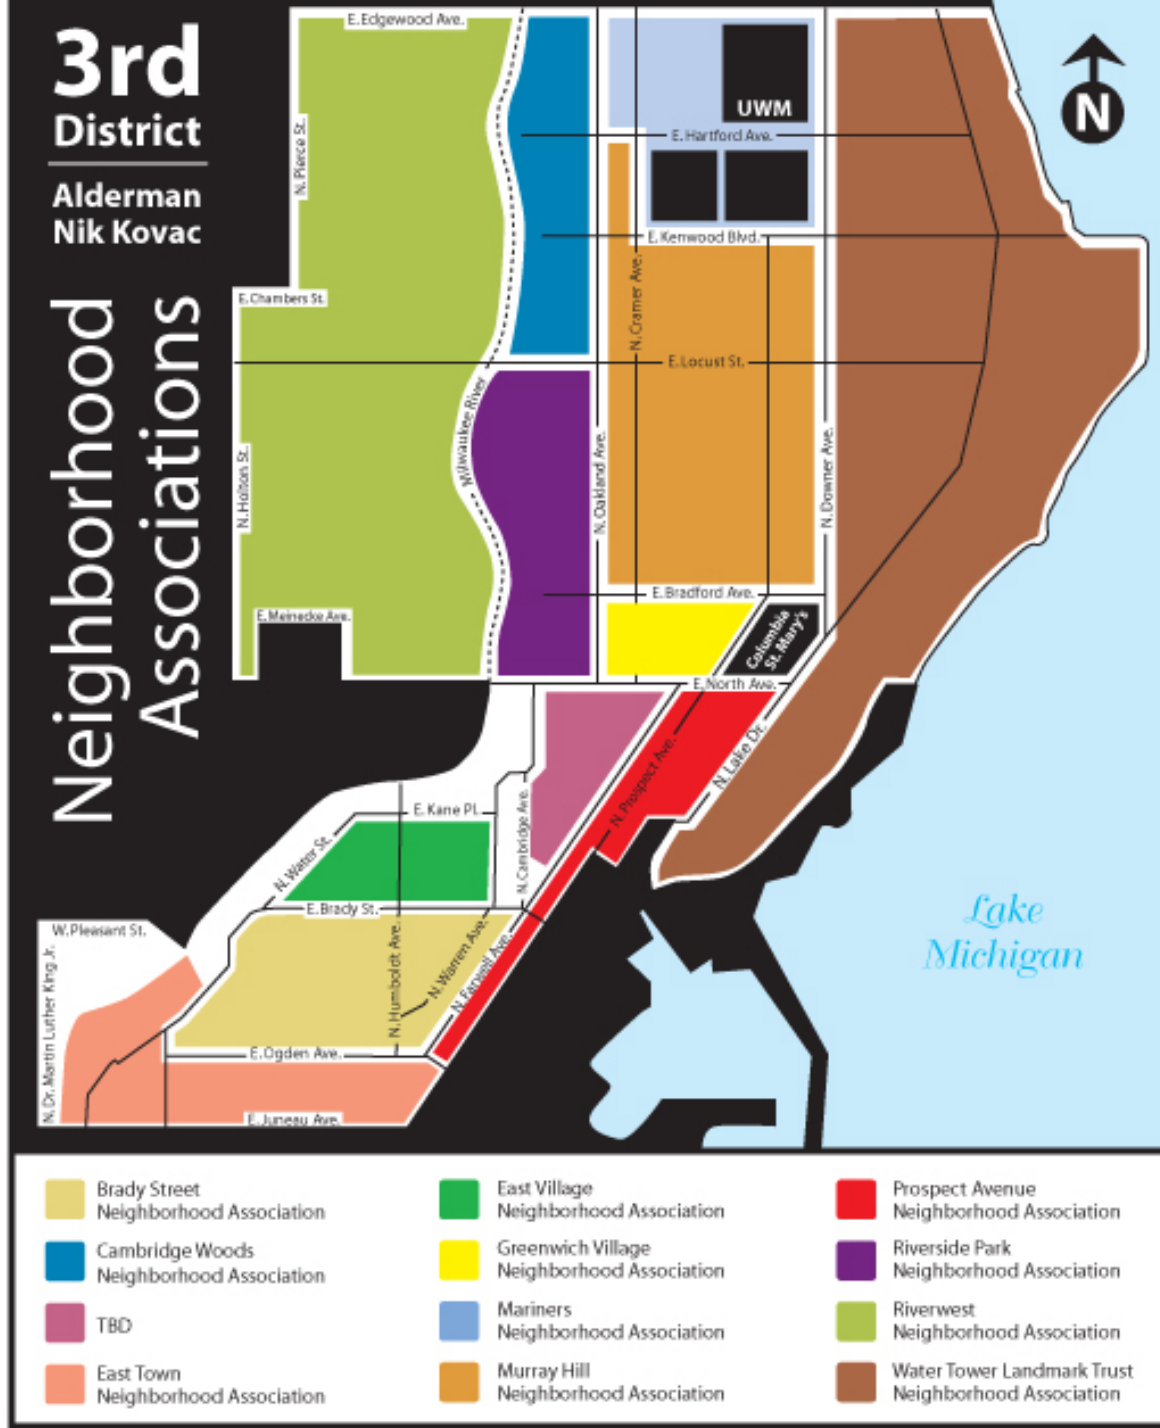 3rd
District
Alderman
Nik Kovac
Neighborhood
Associations
E. Edgewood Ave.
N. Pierce St.
UWM
E. Hartford Ave.
N
E. Kenwood Blvd.
N. Cramer Ave.
E. Chambers St.
E. Locust St.
Milwaukee River
N. Holton St.
N. Oakland Ave.
N. Downer Ave.
E. Bradford Ave.
E. Meinecke Ave.
Columbia
St. Mary's
E. North Ave.
N. Prospect Ave.
N. Lake Dr.
E. Kane Pl.
N. Cambridge Ave.
N. Water St.
E. Brady St.
W. Pleasant St.
N. Dr. Martin Luther King Jr.
N. Humboldt Ave.
N. Warren Ave.
N. Farwell Ave.
E. Ogden Ave.
E. Juneau Ave.
Lake
Michigan
Brady Street
Neighborhood Association
Cambridge Woods
Neighborhood Association
TBD
East Town
Neighborhood Association
East Village
Neighborhood Association
Greenwich Village
Neighborhood Association
Mariners
Neighborhood Association
Murray Hill
Neighborhood Association
Prospect Avenue
Neighborhood Association
Riverside Park
Neighborhood Association
Riverwest
Neighborhood Association
Water Tower Landmark Trust
Neighborhood Association